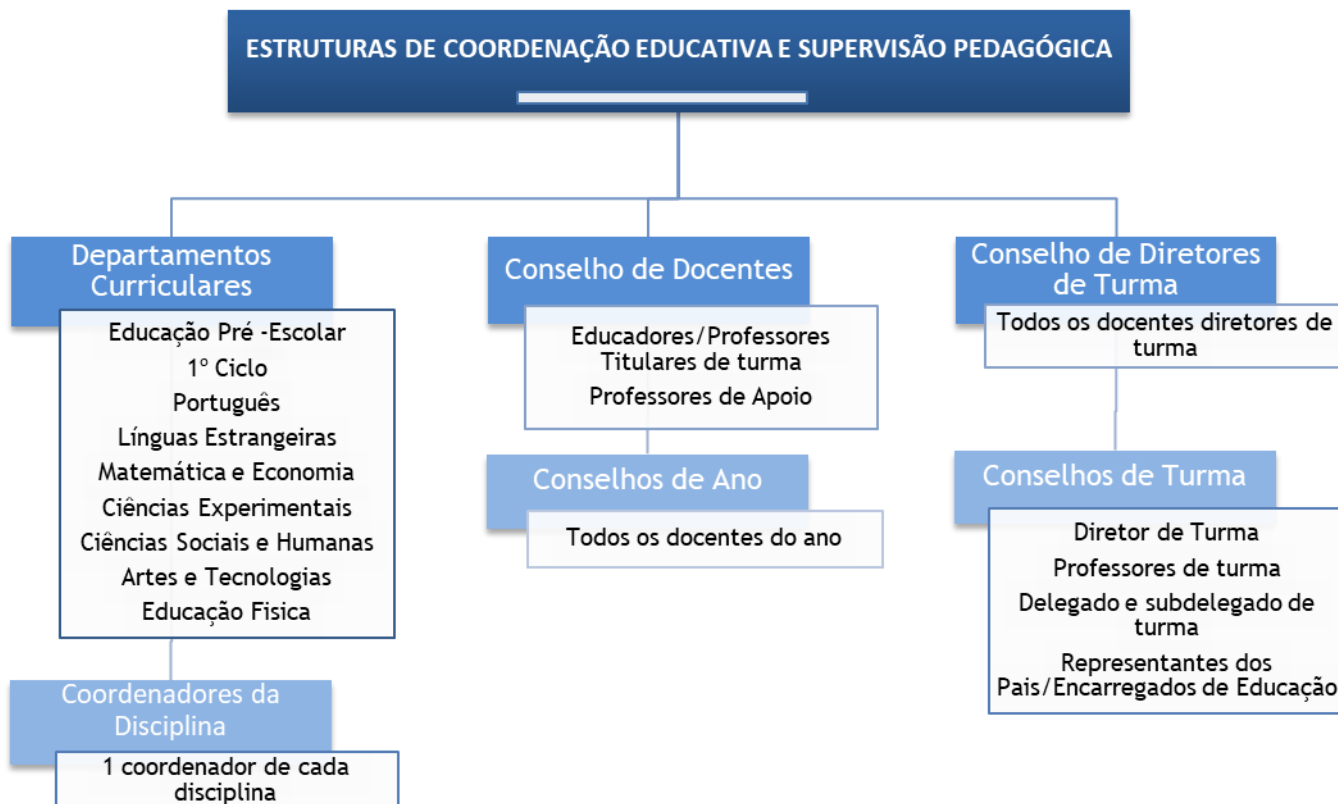 ESTRUTURAS DE COORDENAÇÃO EDUCATIVA E SUPERVISÃO PEDAGÓGICA
Departamentos
Curriculares
Educação Pré -Escolar
1º Ciclo
Português
Línguas Estrangeiras
Matemática e Economia
Ciências Experimentais
Ciências Sociais e Humanas
Artes e Tecnologias
Educação Fisica
Coordenadores da
Disciplina
1 coordenador de cada
disciplina
Conselho de Docentes
Educadores/Professores
Titulares de turma
Professores de Apoio
Conselhos de Ano
Todos os docentes do ano
Conselho de Diretores
de Turma
Todos os docentes diretores de
turma
Conselhos de Turma
Diretor de Turma
Professores de turma
Delegado e subdelegado de
turma
Representantes dos
Pais/Encarregados de Educação